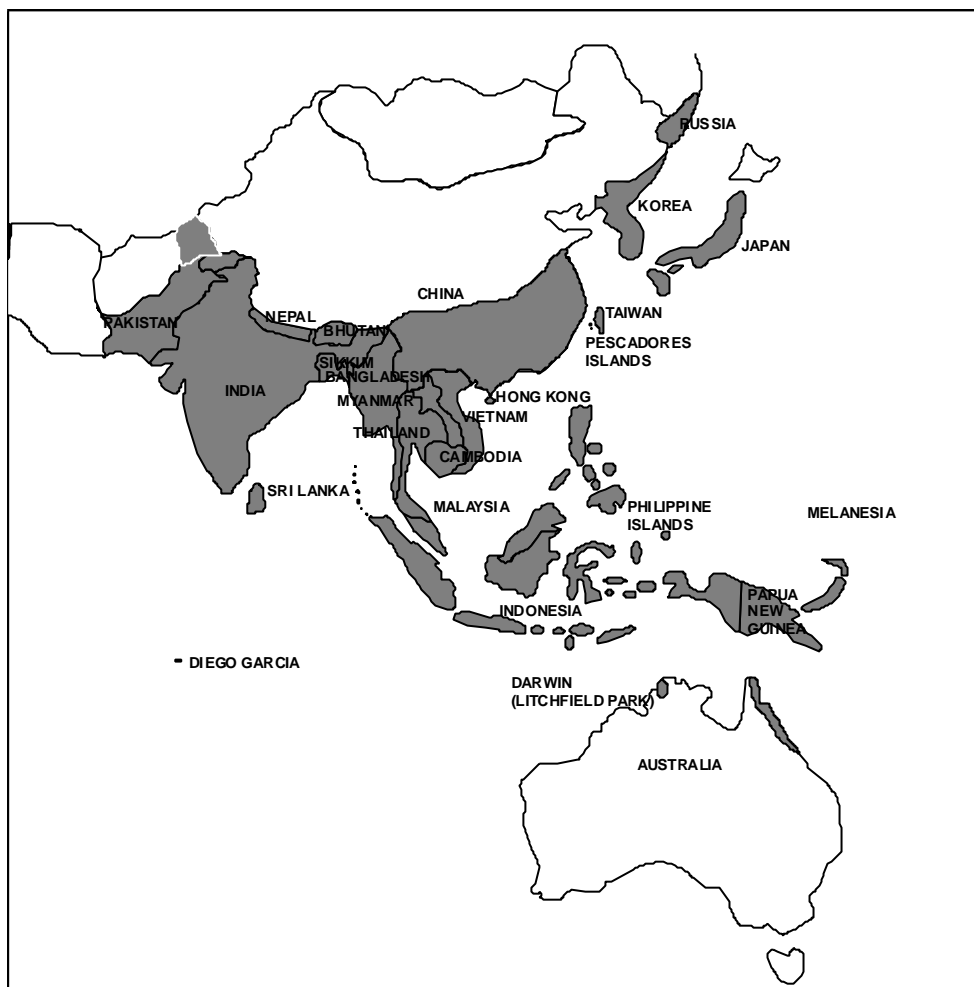 RUSSIA
KOREA
JAPAN
CHINA
TAIWAN
PESCADORES
ISLANDS
NEPAL
PAKISTAN
BHUTAN
SIKKIM
BANGLADESH
INDIA
MYANMAR
HONG KONG
VIETNAM
THAILAND
CAMBODIA
SRI LANKA
MALAYSIA
PHILIPPINE
ISLANDS
MELANESIA
INDONESIA
PAPUA
NEW
GUINEA
DIEGO GARCIA
DARWIN
(LITCHFIELD PARK)
AUSTRALIA